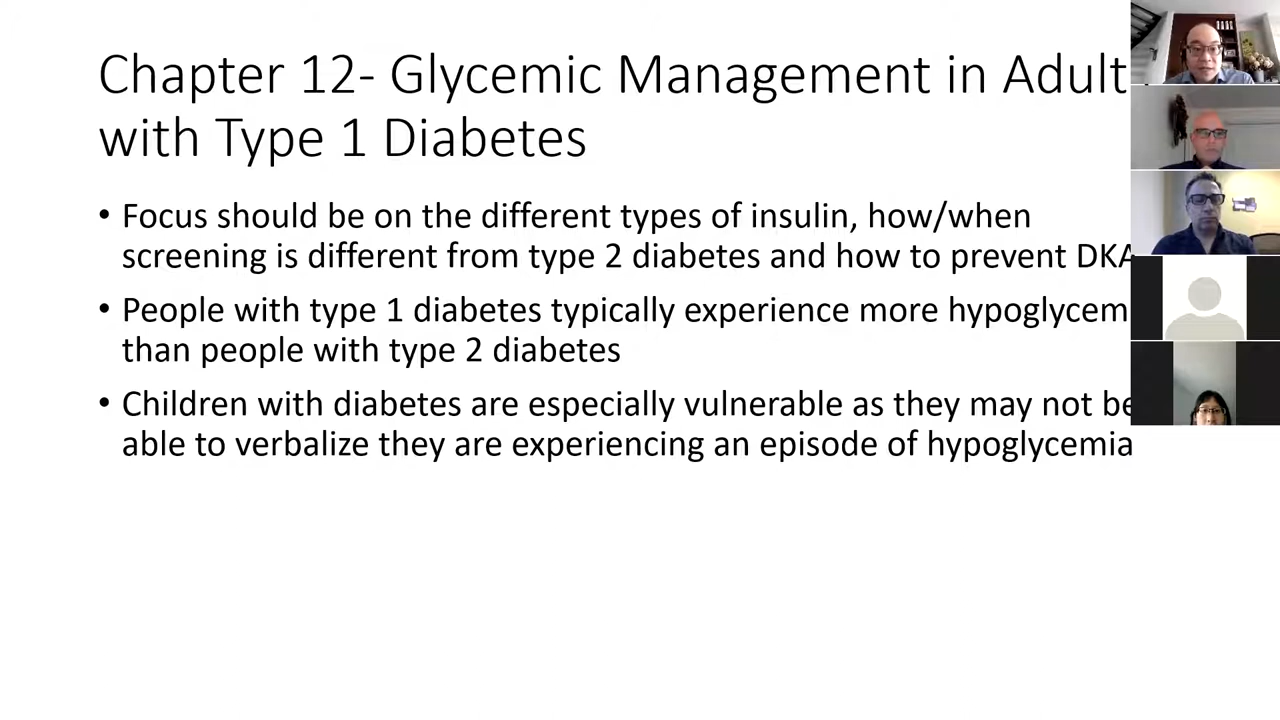 Chapter 12- Glycemic Management in Adult
with Type 1 Diabetes
• Focus should be on the different types of insulin, how/when
screening is different from type 2 diabetes and how to prevent DKA
• People with type 1 diabetes typically experience more hypoglycem
than people with type 2 diabetes
• Children with diabetes are especially vulnerable as they may not be
able to verbalize they are experiencing an episode of hypoglycemia